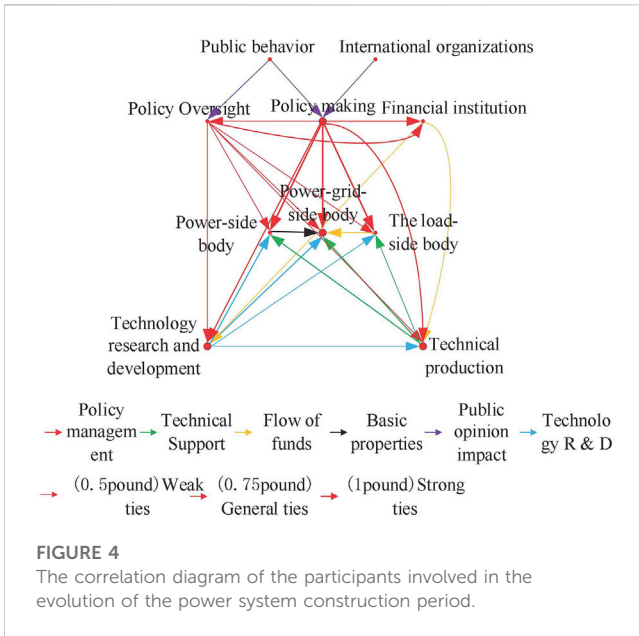 Public behavior
International organizations
Policy Oversight
Policy making
Financial institution
Power-grid-
side body
Power-side
body
The load-
side body
Technology
research and
development
Technical
production
Policy
managem
ent
Technical
Support
Flow of
funds
Basic
properties
Public
opinion
impact
Technolo
gy R & D
(0.5pound) Weak
ties
(0.75pound)
General ties
(1pound) Strong
ties
FIGURE 4
The correlation diagram of the participants involved in the
evolution of the power system construction period.